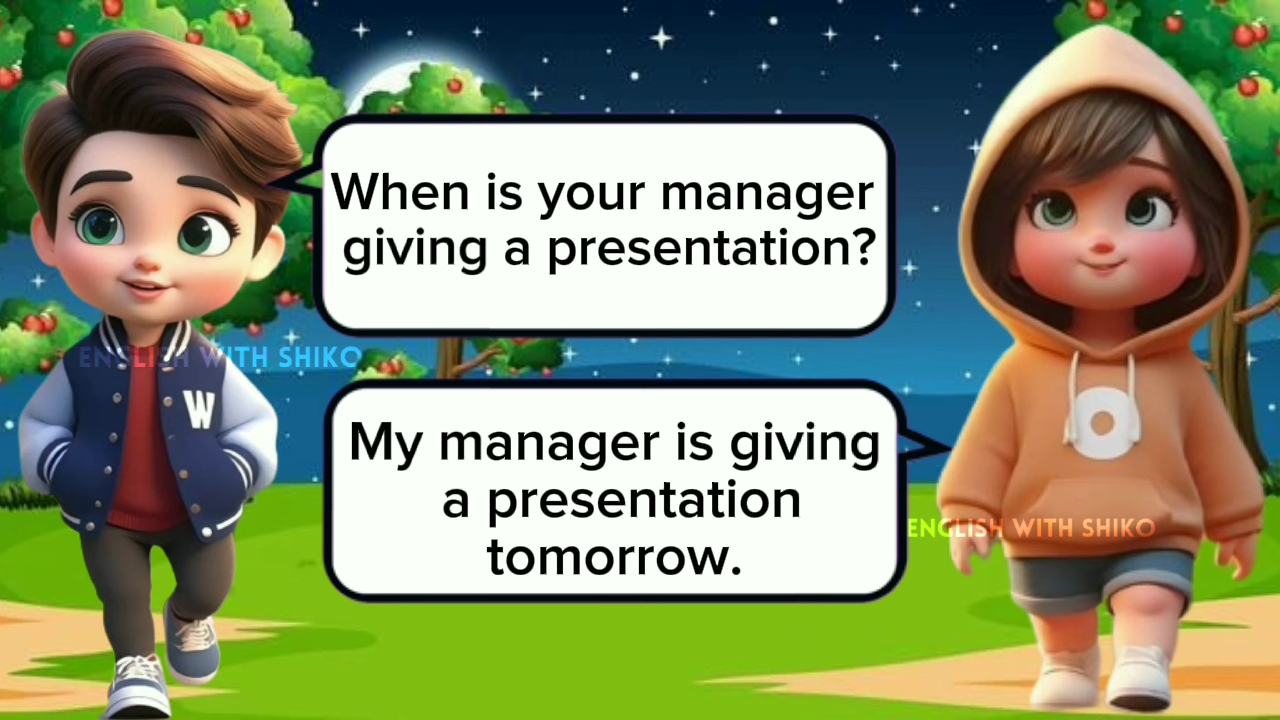 When is your manager
giving a presentation?
ENGLISH WITH SHIKO
W
My manager is giving
a presentation
tomorrow.
ENGLISH WITH SHIKO